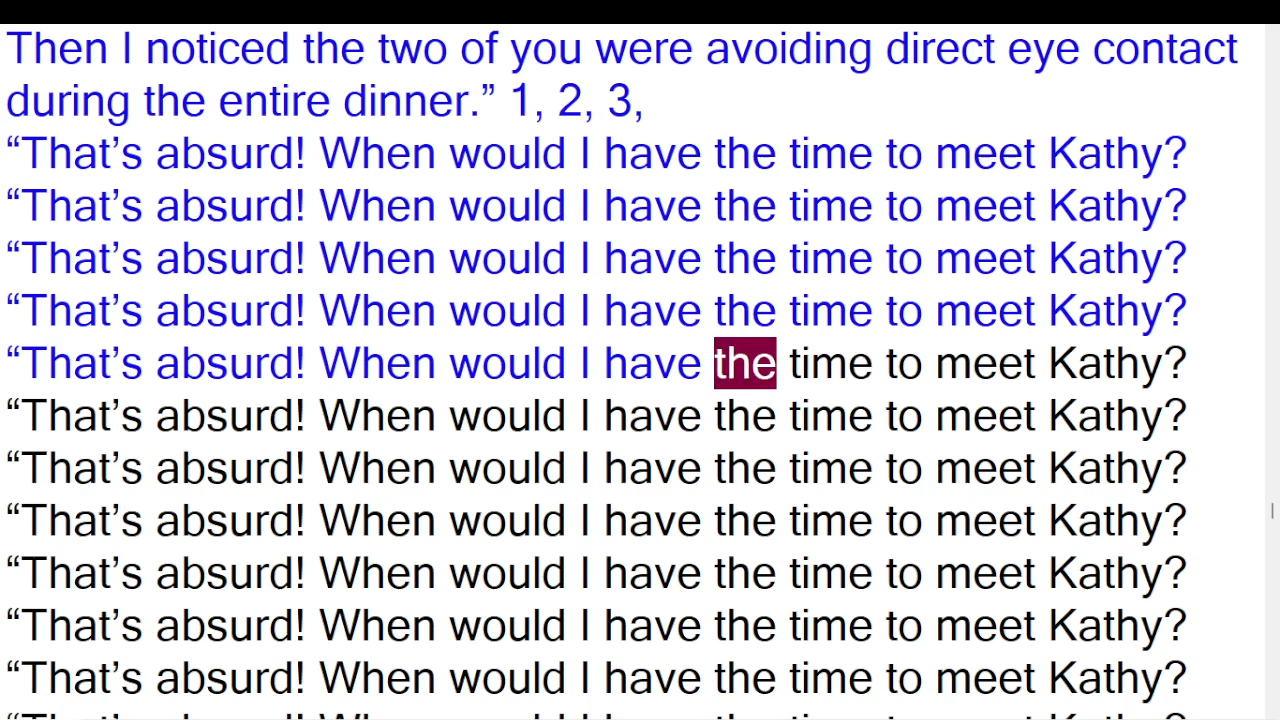 Then I noticed the two of you were avoiding direct eye contact
during the entire dinner.” 1, 2, 3,
“That’s absurd! When would I have the time to meet Kathy?
“That’s absurd! When would I have the time to meet Kathy?
“That’s absurd! When would I have the time to meet Kathy?
“That’s absurd! When would I have the time to meet Kathy?
“That’s absurd! When would I have the time to meet Kathy?
“That’s absurd! When would I have the time to meet Kathy?
“That’s absurd! When would I have the time to meet Kathy?
“That’s absurd! When would I have the time to meet Kathy?
“That’s absurd! When would I have the time to meet Kathy?
“That’s absurd! When would I have the time to meet Kathy?
“That’s absurd! When would I have the time to meet Kathy?